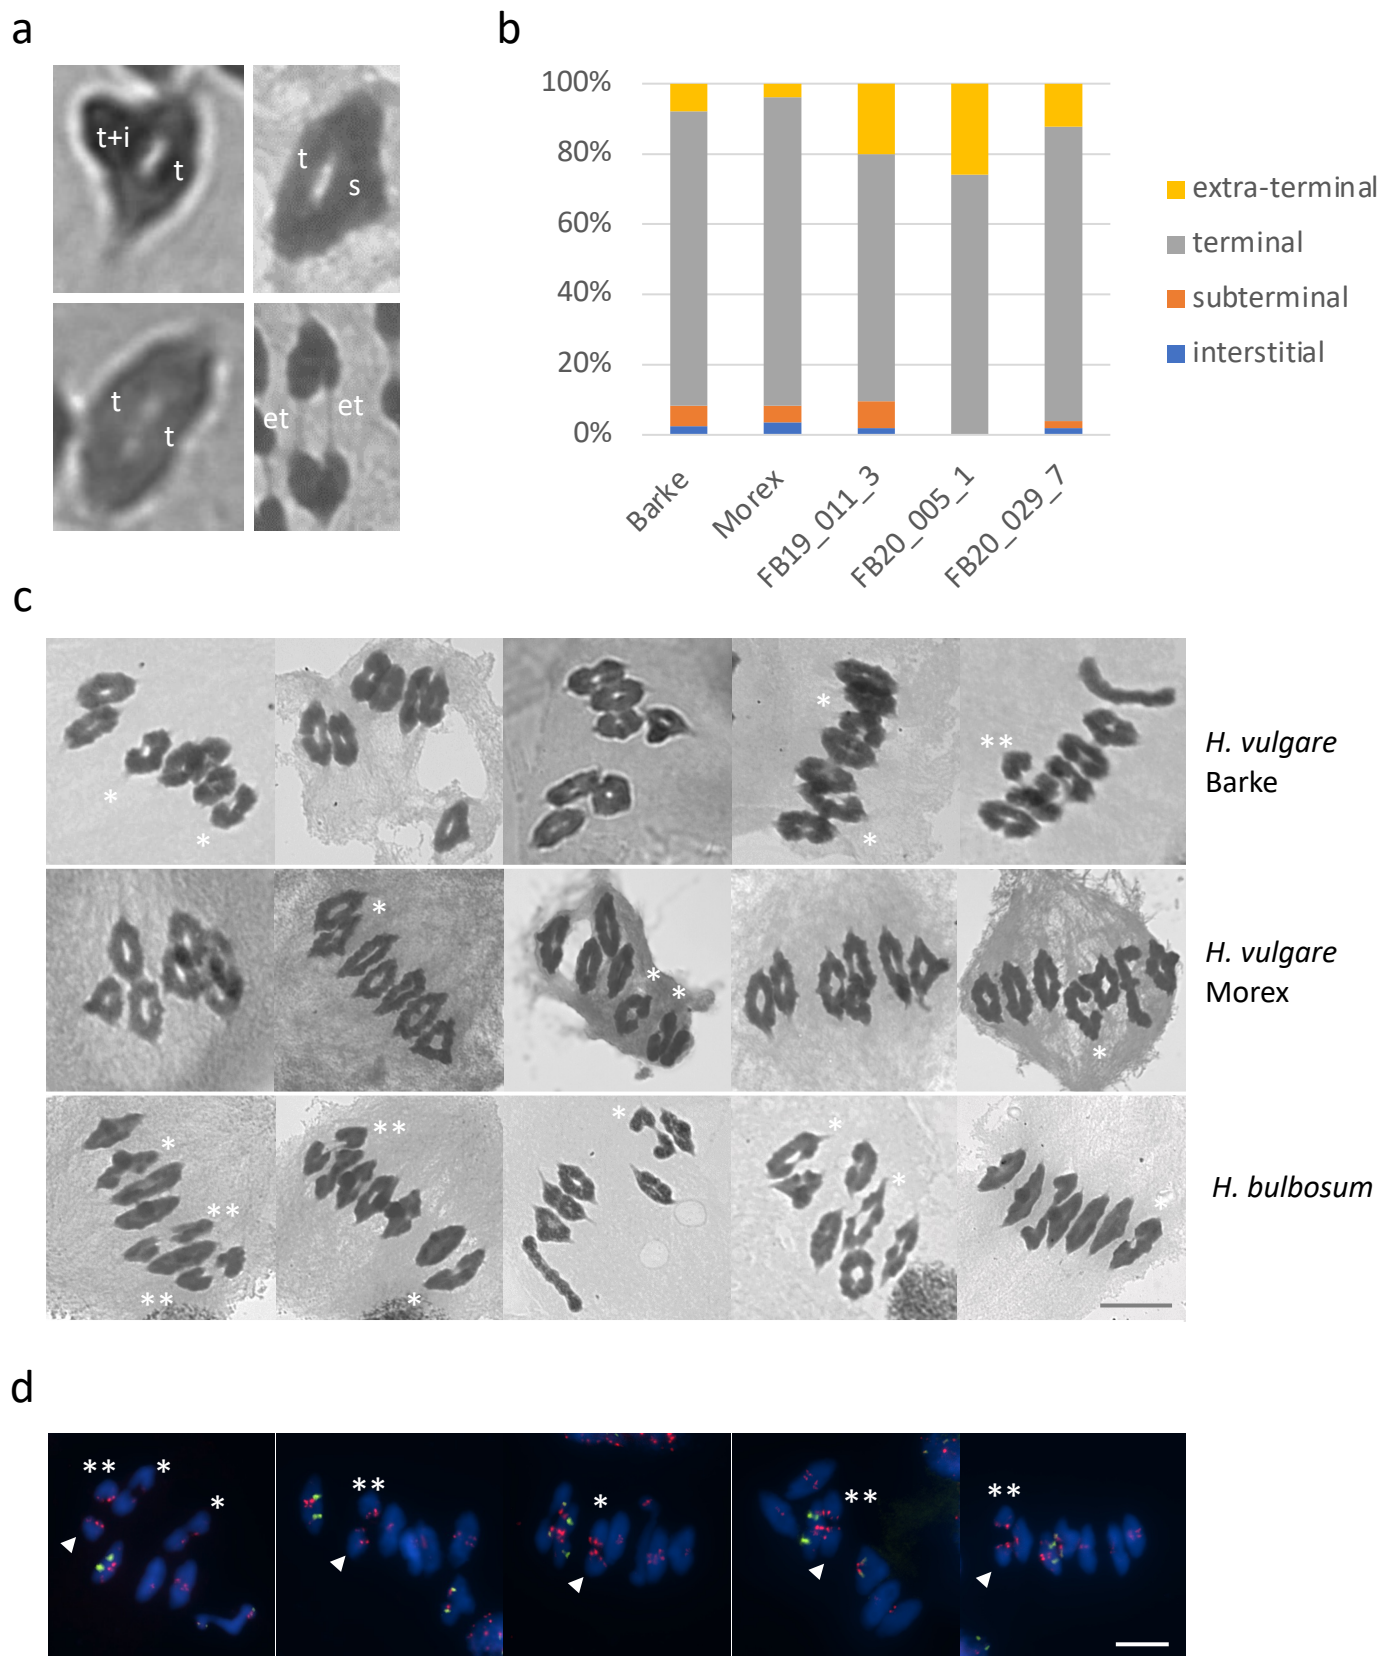 a
b
t+i
t
t
s
t
t
et
et
100%
80%
60%
40%
20%
0%
Barke
Morex
FB19_011_3
FB20_005_1
FB20_029_7
extra-terminal
terminal
subterminal
interstitial
c
*
*
*
*
**
H. vulgare
Barke
*
*
*
*
H. vulgare
Morex
*
**
**
**
*
*
*
*
*
H. bulbosum
d
**
*
*
**
*
**
**